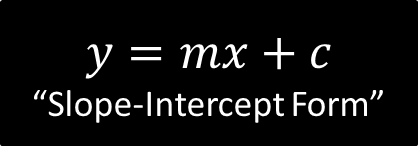 y = mx + c
“Slope-Intercept Form”